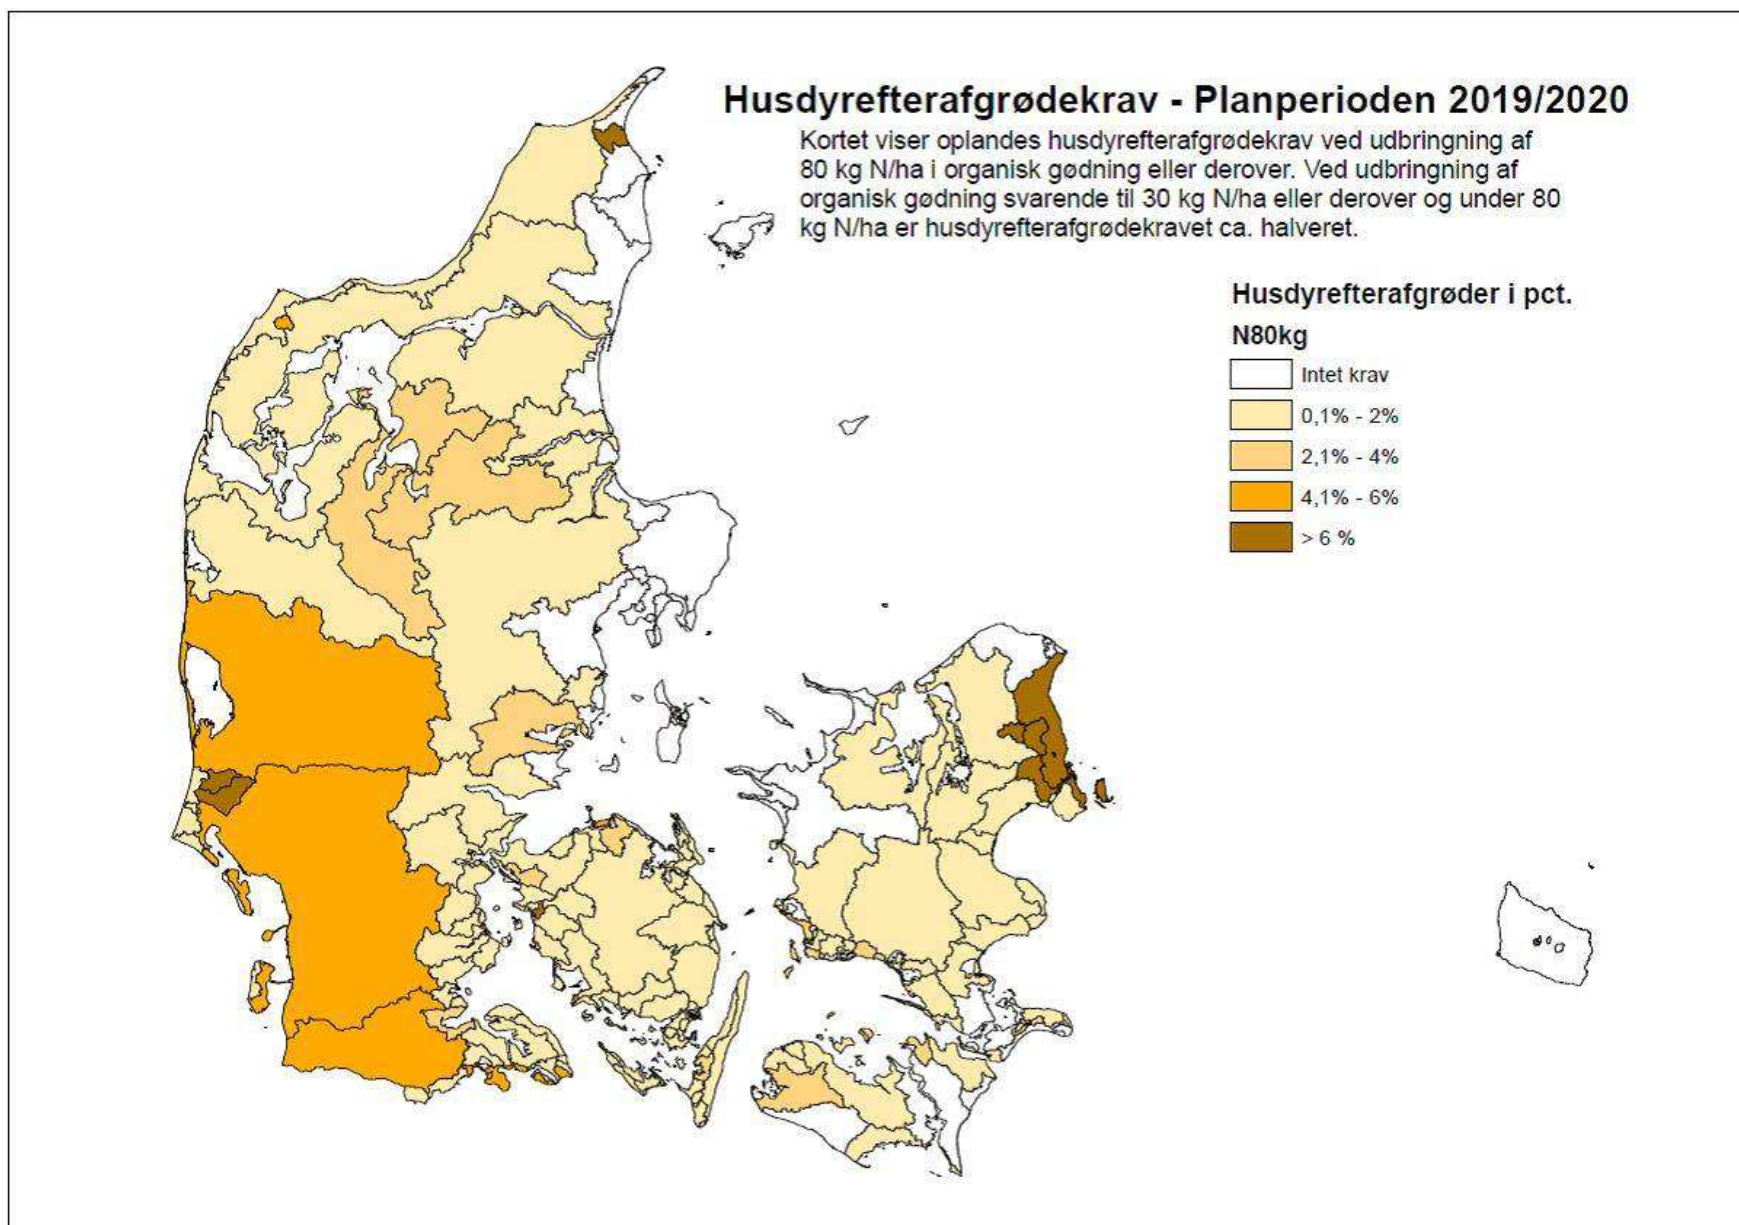 Husdyrefterafgrødekrav - Planperioden 2019/2020
Kortet viser oplandes husdyrefterafgrødekrav ved udbringning af
80 kg N/ha i organisk gødning eller derover. Ved udbringning af
organisk gødning svarende til 30 kg N/ha eller derover og under 80
kg N/ha er husdyrefterafgrødekravet ca. halveret.
Husdyrefterafgrøder i pct.
N80kg
Intet krav
0,1% - 2%
2,1% - 4%
4,1% - 6%
> 6 %